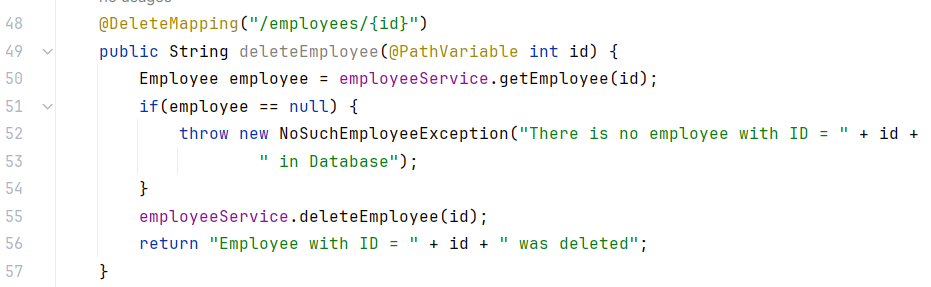 no usages
48 @DeleteMapping("/employees/{id}")
49 public String deleteEmployee(@PathVariable int id) {
50 Employee employee = employeeService.getEmployee(id);
51 if(employee == null) {
52 throw new NoSuchEmployeeException("There is no employee with ID = " + id +
53 " in Database");
54 }
55 employeeService.deleteEmployee(id);
56 return "Employee with ID = " + id + " was deleted";
57 }